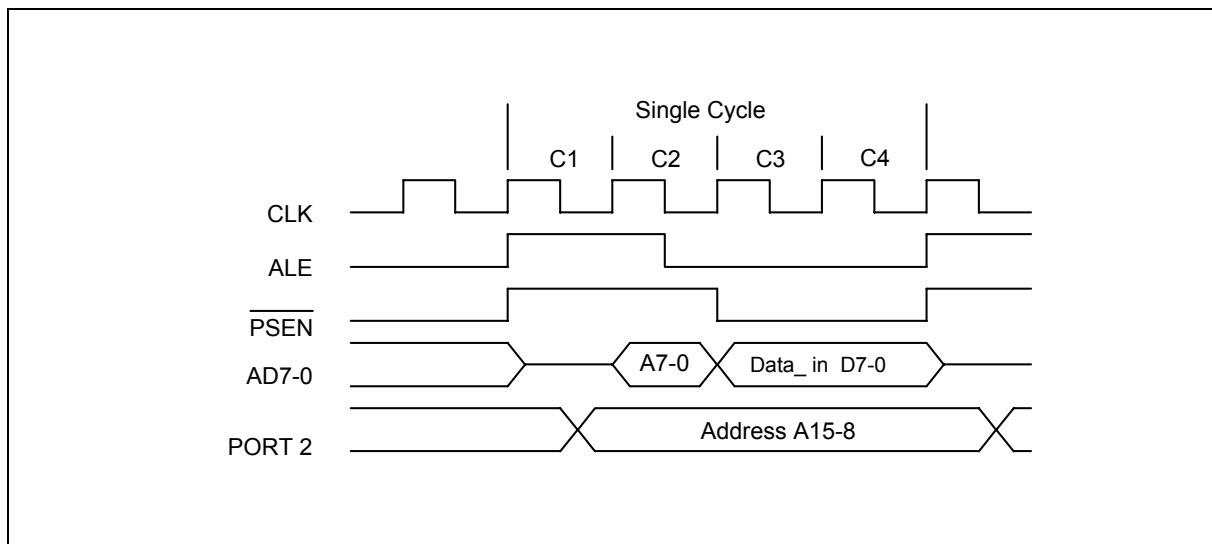 Single Cycle
C1 C2 C3 C4
CLK
ALE
PSEN
A7-0 Data_ in D7-0
AD7-0
Address A15-8
PORT 2